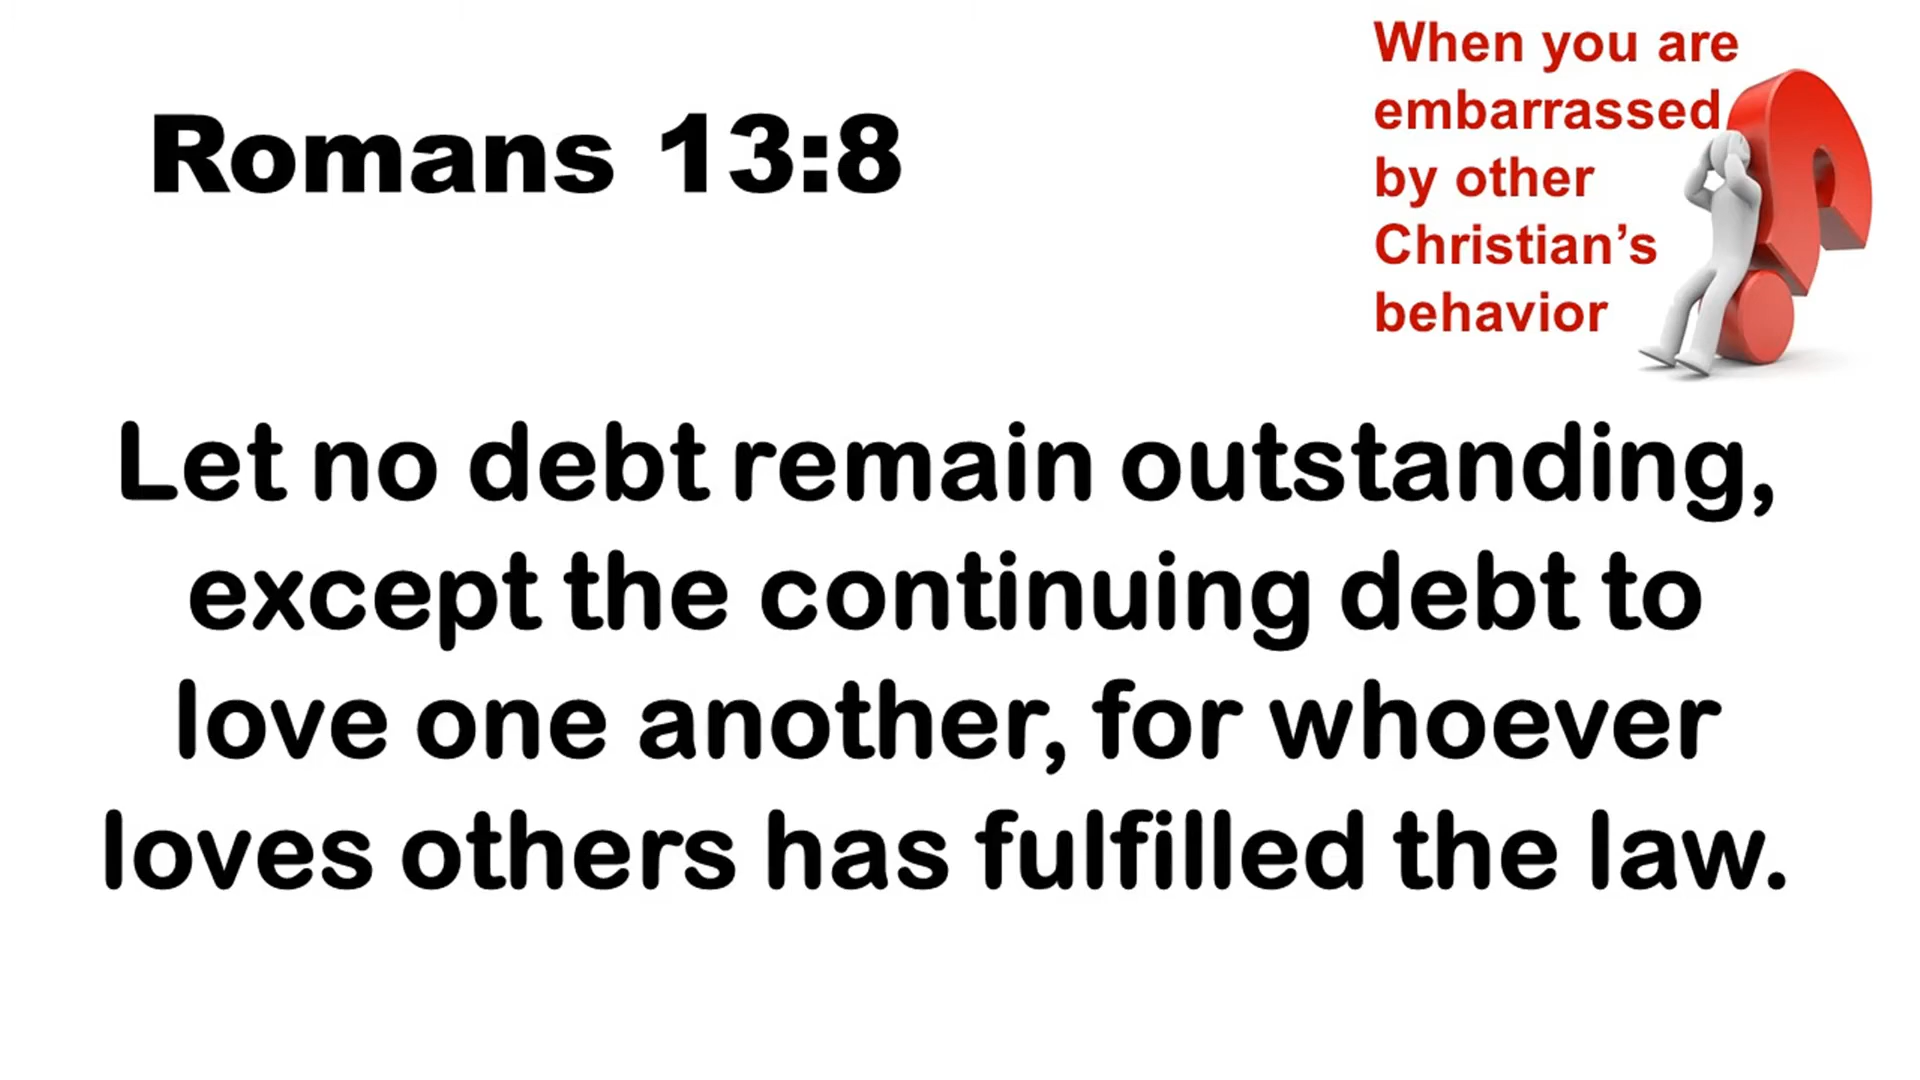 Romans 13:8
When you are
embarrassed
by other
Christian’s
behavior
Let no debt remain outstanding,
except the continuing debt to
love one another, for whoever
loves others has fulfilled the law.